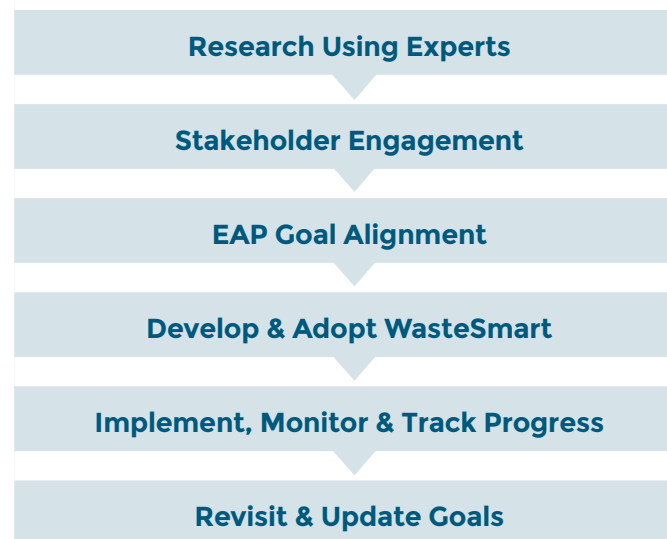 Research Using Experts
Stakeholder Engagement
EAP Goal Alignment
Develop & Adopt WasteSmart
Implement, Monitor & Track Progress
Revisit & Update Goals